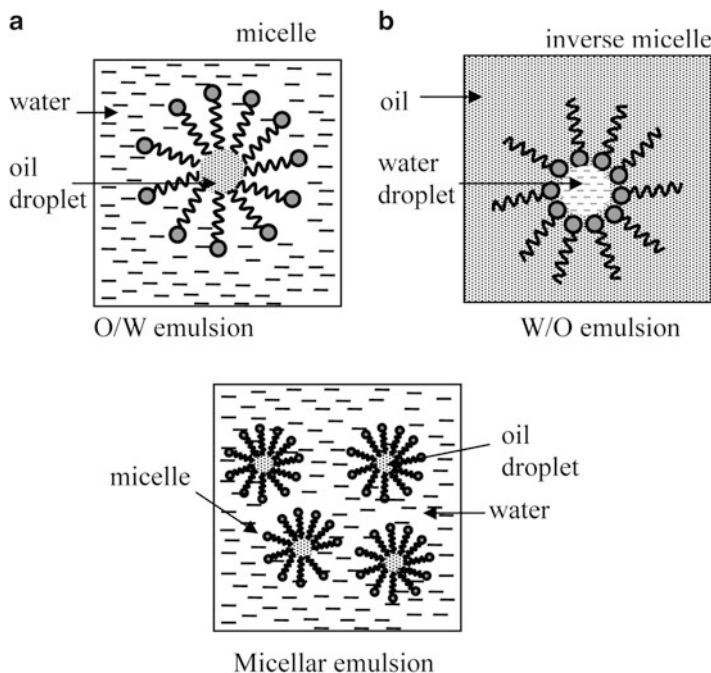 a
micelle
water
oil
droplet
O/W emulsion
b
inverse micelle
oil
water
droplet
W/O emulsion
micelle
oil
droplet
water
Micellar emulsion